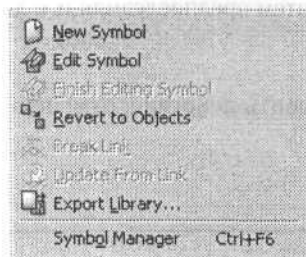 New Symbol
Edit Symbol
Finish Editing Symbol
Revert to Objects
Break Link
Update From Link
Export Library...
Symbol Manager Ctrl+F6